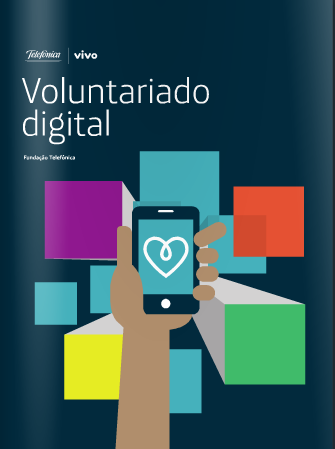 Telefónica | vivo
Voluntariado
digital
Fundação Telefônica